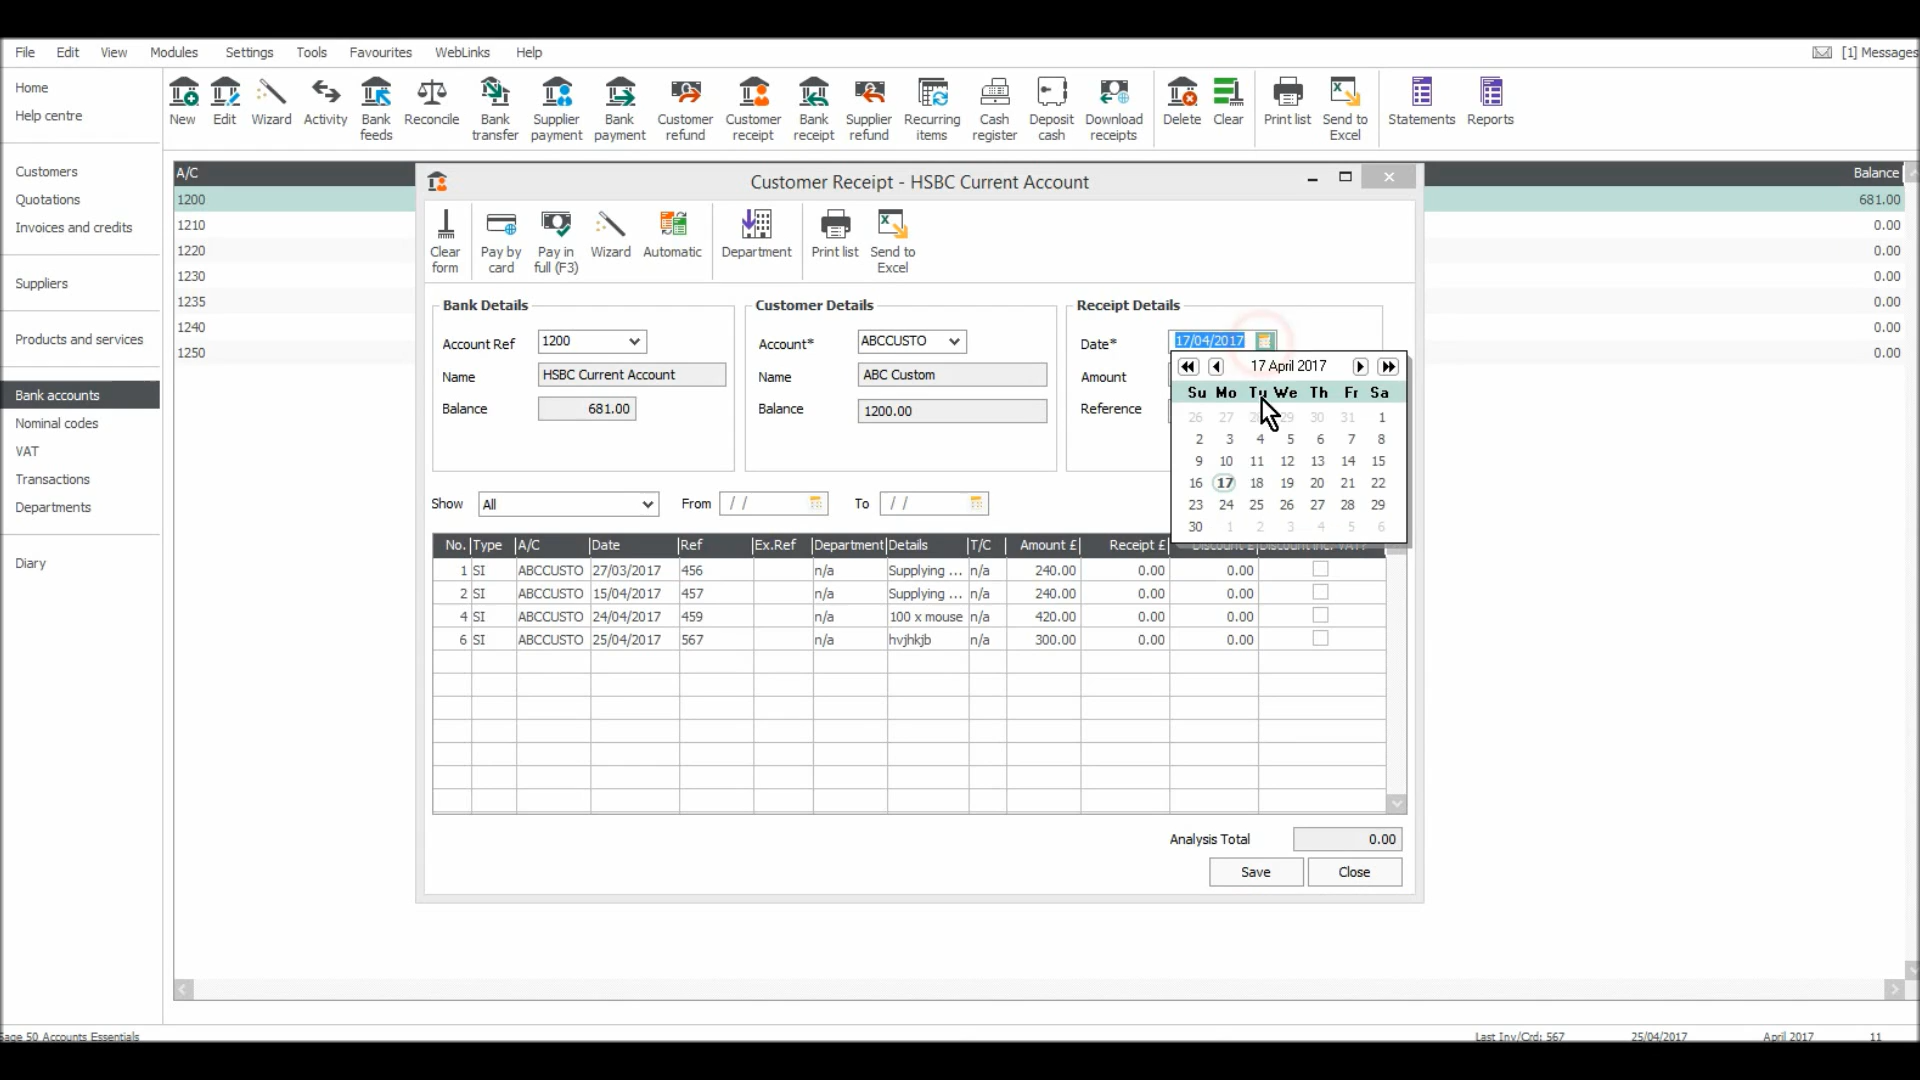 File Edit View Modules Settings Tools Favourites WebLinks Help [1] Messages
Home
Help centre
Customers
Quotations
Invoices and credits
Suppliers
Products and services
Bank accounts
Nominal codes
VAT
Transactions
Departments
Diary
New Edit Wizard Activity Bank feeds Reconcile Bank transfer Supplier payment Bank payment Customer refund Customer receipt Bank receipt Supplier refund Recurring items Cash register Deposit cash Download receipts Delete Clear Print list Send to Excel Statements Reports
A/C Balance
1200 681.00
1210 0.00
1220 0.00
1230 0.00
1235 0.00
1240 0.00
1250 0.00
Customer Receipt - HSBC Current Account
Clear form Pay by card Pay in full (F3) Wizard Automatic Department Print list Send to Excel
Bank Details
Account Ref 1200
Name HSBC Current Account
Balance 681.00
Customer Details
Account* ABCCUSTO
Name ABC Custom
Balance 1200.00
Receipt Details
Date* 17/04/2017
Amount
Reference
17 April 2017
Su Mo Tu We Th Fr Sa
26 27 28 29 30 31 1
2 3 4 5 6 7 8
9 10 11 12 13 14 15
16 17 18 19 20 21 22
23 24 25 26 27 28 29
30 1 2 3 4 5 6
Show All From / / To / /
No. Type A/C Date Ref Ex.Ref Department Details T/C Amount £ Receipt £ Discount £ Discount incl. VAT?
1 SI ABCCUSTO 27/03/2017 456 n/a Supplying ... n/a 240.00 0.00 0.00
2 SI ABCCUSTO 15/04/2017 457 n/a Supplying ... n/a 240.00 0.00 0.00
4 SI ABCCUSTO 24/04/2017 459 n/a 100 x mouse n/a 420.00 0.00 0.00
6 SI ABCCUSTO 25/04/2017 567 n/a hvjhkjb n/a 300.00 0.00 0.00
Analysis Total 0.00
Save Close
Sage 50 Accounts Essentials Last Inv/Crd: 567 25/04/2017 April 2017 11